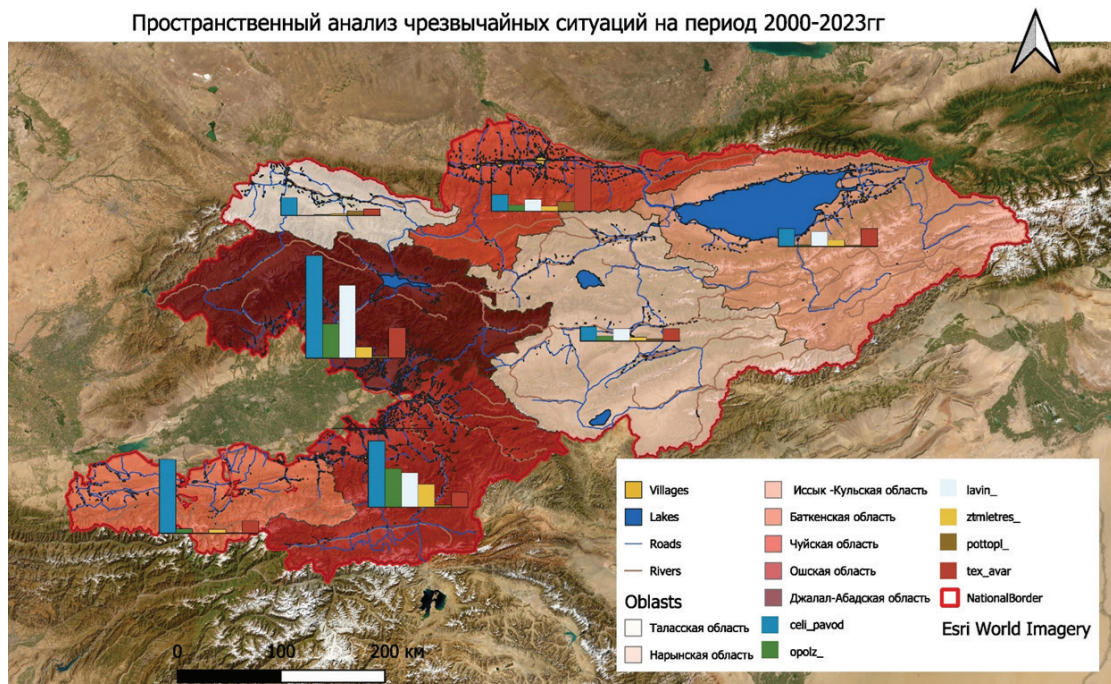 Пространственный анализ чрезвычайных ситуаций на период 2000-2023гг
Villages
Lakes
Roads
Rivers
Oblasts
Таласская область
Нарынская область
Иссык -Кульская область
Баткенская область
Чуйская область
Ошская область
Джалал-Абадская область
celi_pavod
opolz_
lavin_
ztmletres_
pottopl_
tex_avar
NationalBorder
Esri World Imagery
0 100 200 км